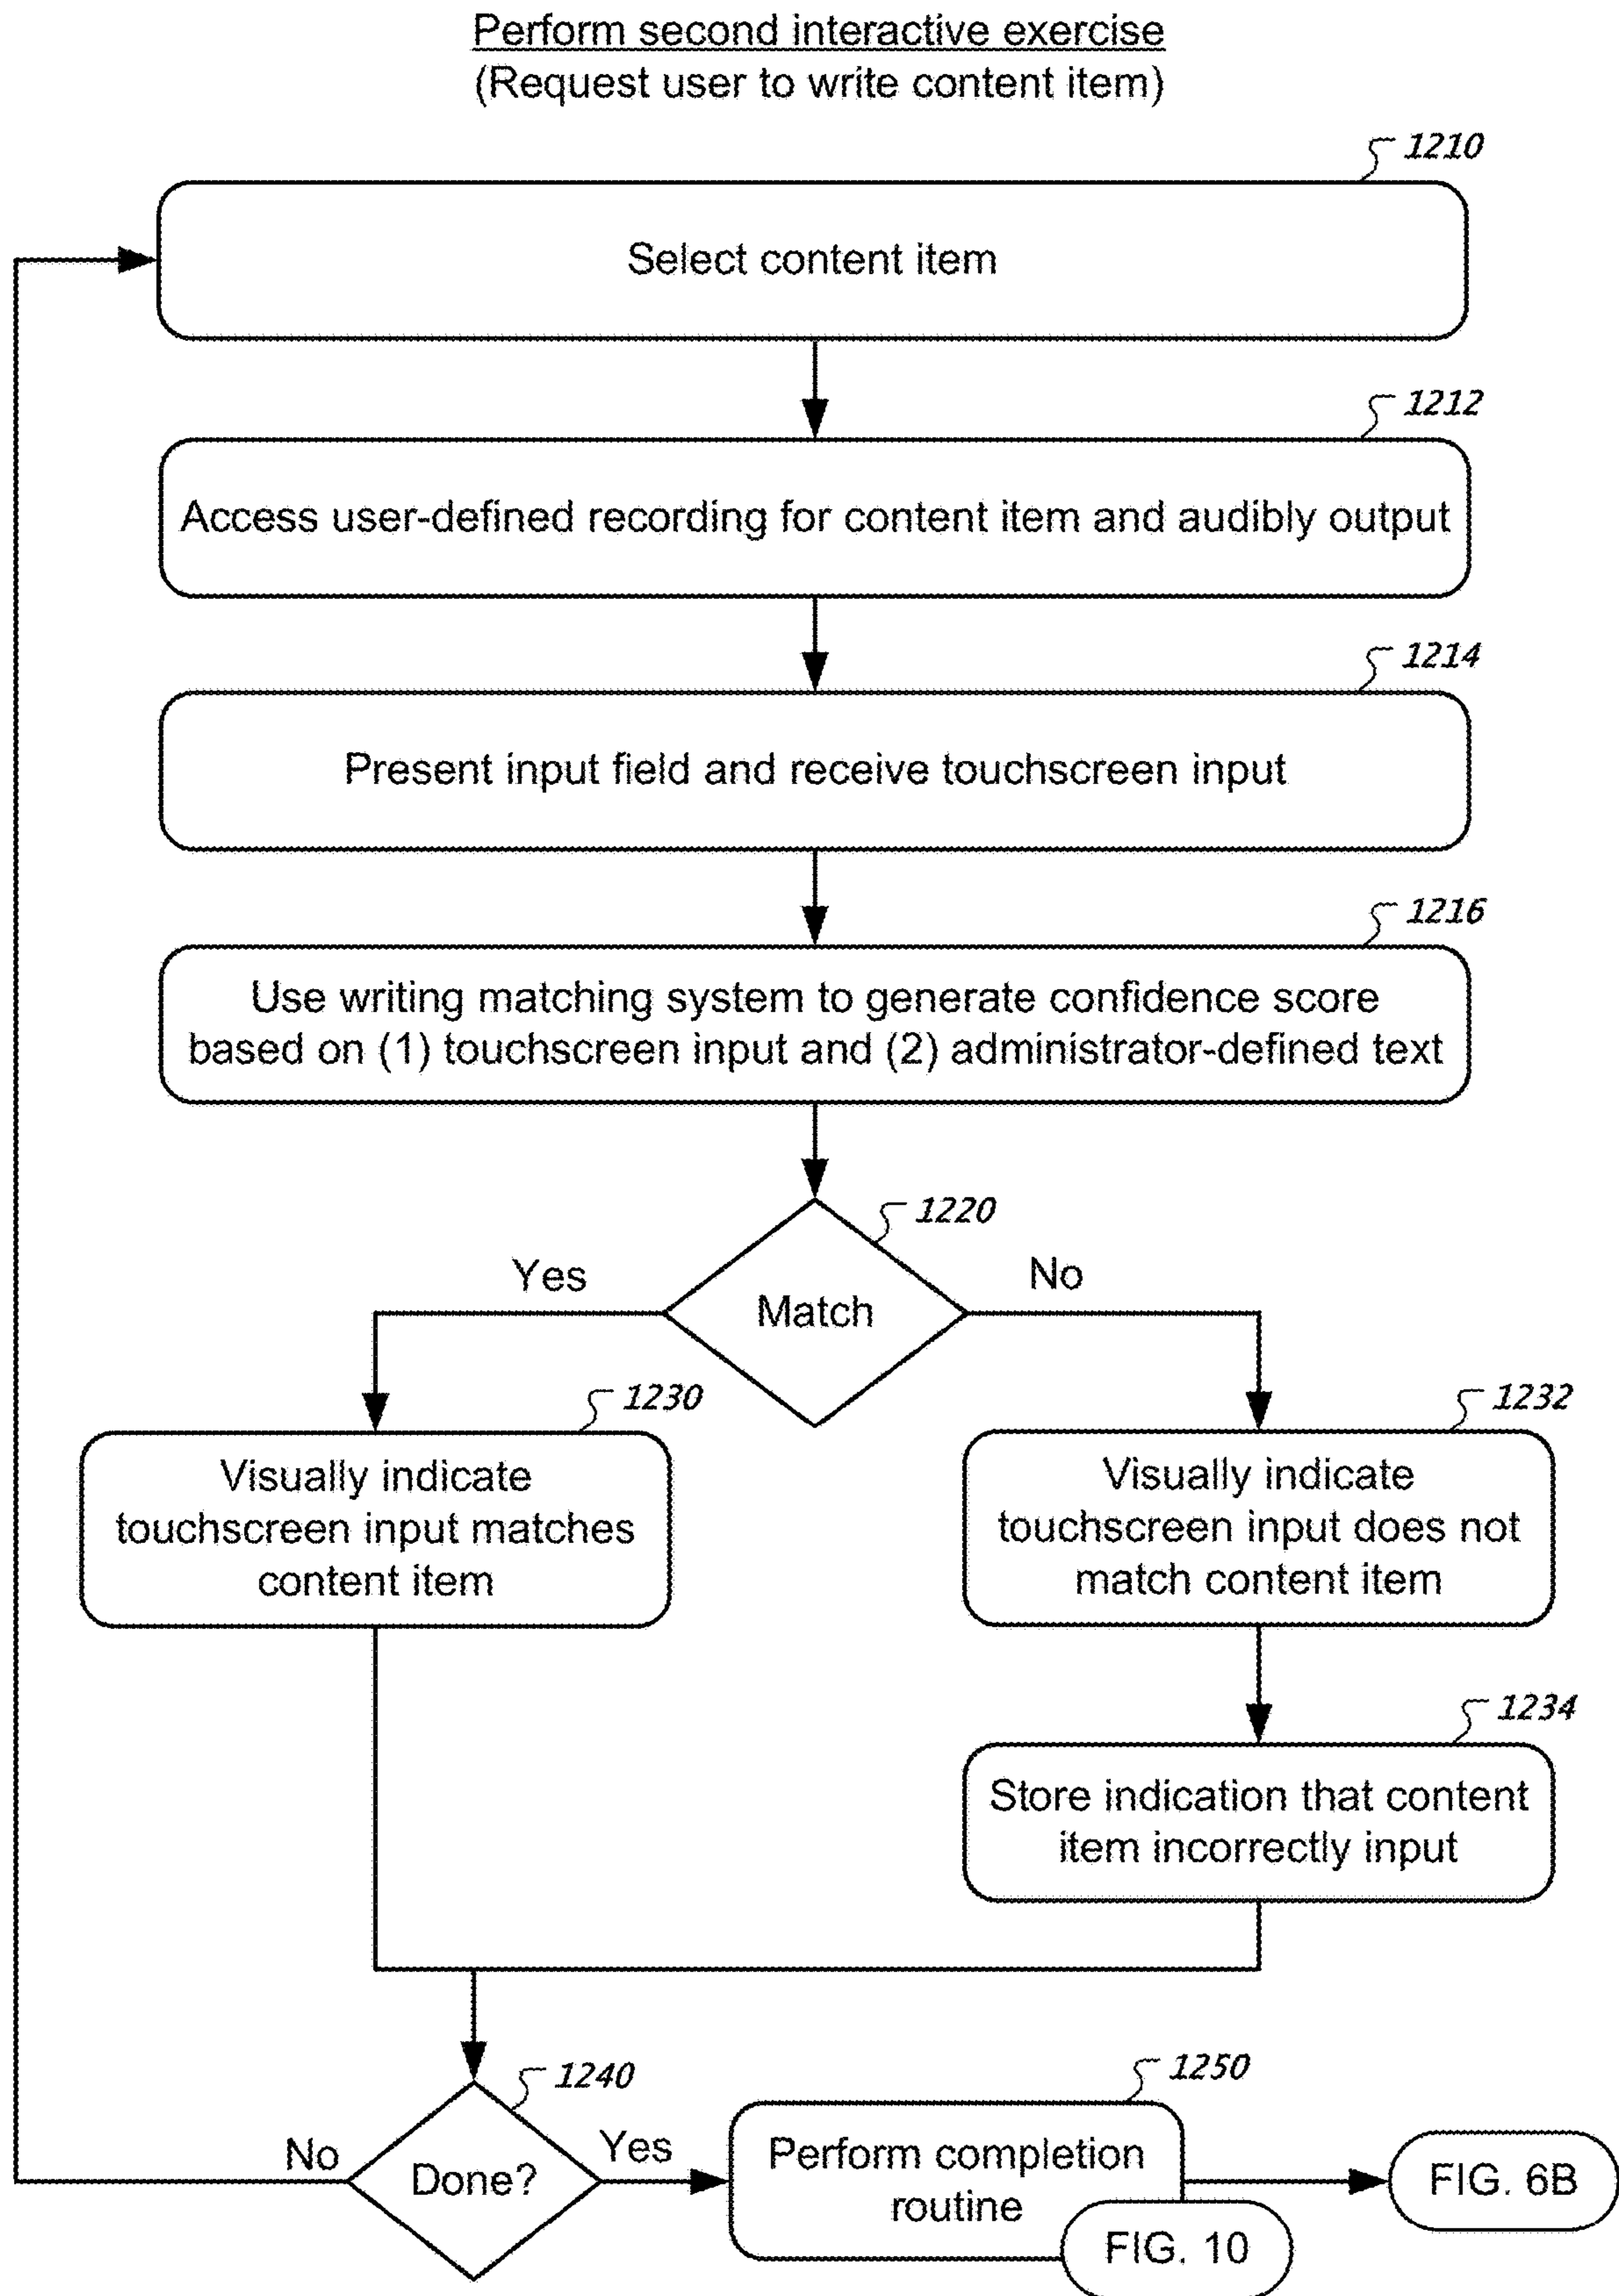 Perform second interactive exercise
(Request user to write content item)
1210
Select content item
1212
Access user-defined recording for content item and audibly output
1214
Present input field and receive touchscreen input
1216
Use writing matching system to generate confidence score
based on (1) touchscreen input and (2) administrator-defined text
1220
Yes
No
Match
1230
Visually indicate
touchscreen input matches
content item
1232
Visually indicate
touchscreen input does not
match content item
1234
Store indication that content
item incorrectly input
1240
No
Done?
Yes
1250
Perform completion
routine
FIG. 10
FIG. 6B